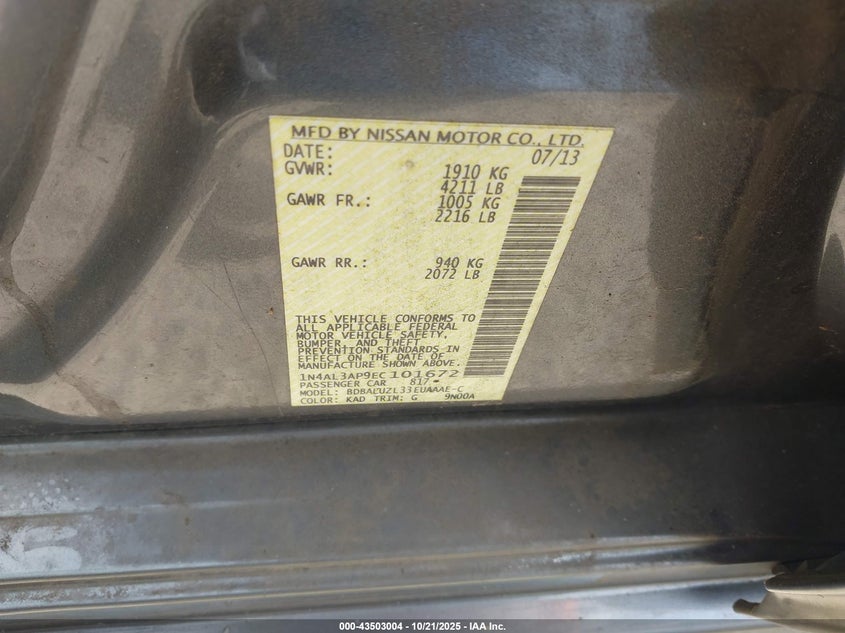 MFD BY NISSAN MOTOR CO., LTD.
DATE: 07/13
GVWR: 1910 KG
4211 LB
GAWR FR.: 1005 KG
2216 LB
GAWR RR.: 940 KG
2072 LB
THIS VEHICLE CONFORMS TO
ALL APPLICABLE FEDERAL
MOTOR VEHICLE SAFETY,
BUMPER, AND THEFT
PREVENTION STANDARDS IN
EFFECT ON THE DATE OF
MANUFACTURE SHOWN ABOVE.
1N4AL3AP9EC101672
PASSENGER CAR 817
MODEL: BDBALUZL33EUAAAE-C
COLOR: KAD TRIM: G 9N00A
000-43503004 - 10/21/2025 - IAA Inc.